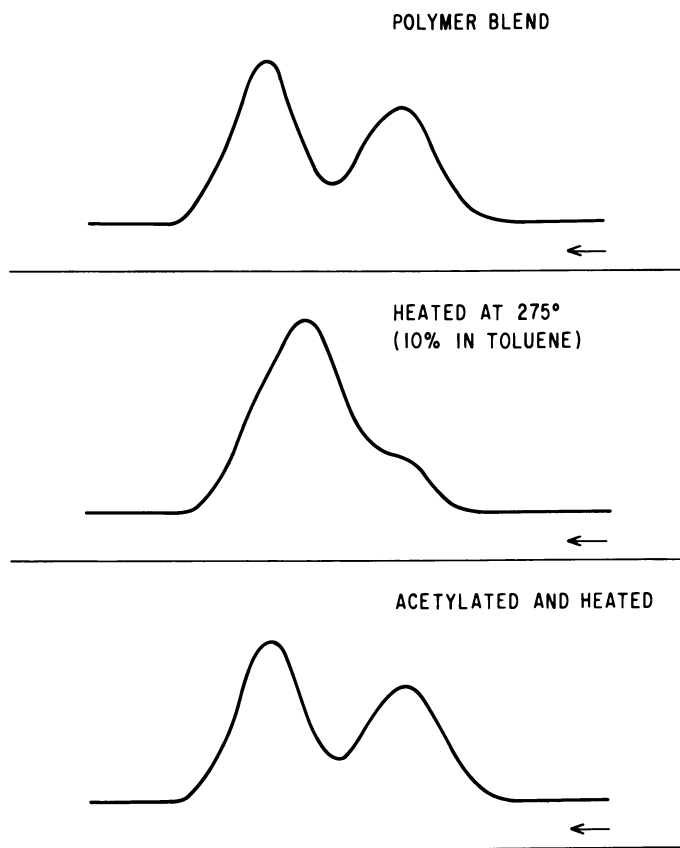 POLYMER BLEND
HEATED AT 275°
(10% IN TOLUENE)
ACETYLATED AND HEATED